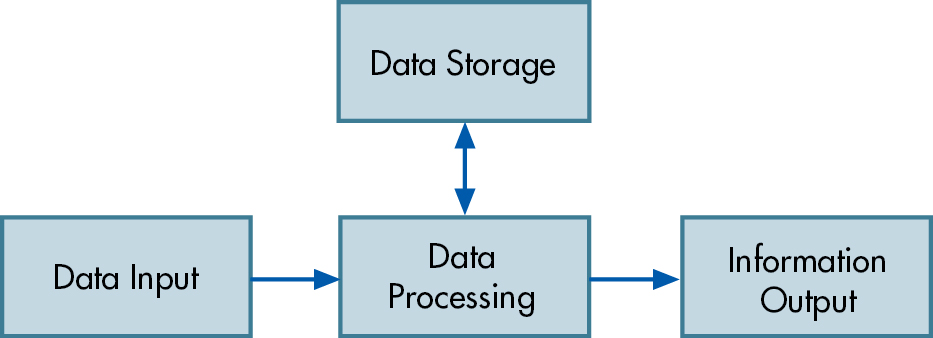 Data Storage
Data Input
Data
Processing
Information
Output